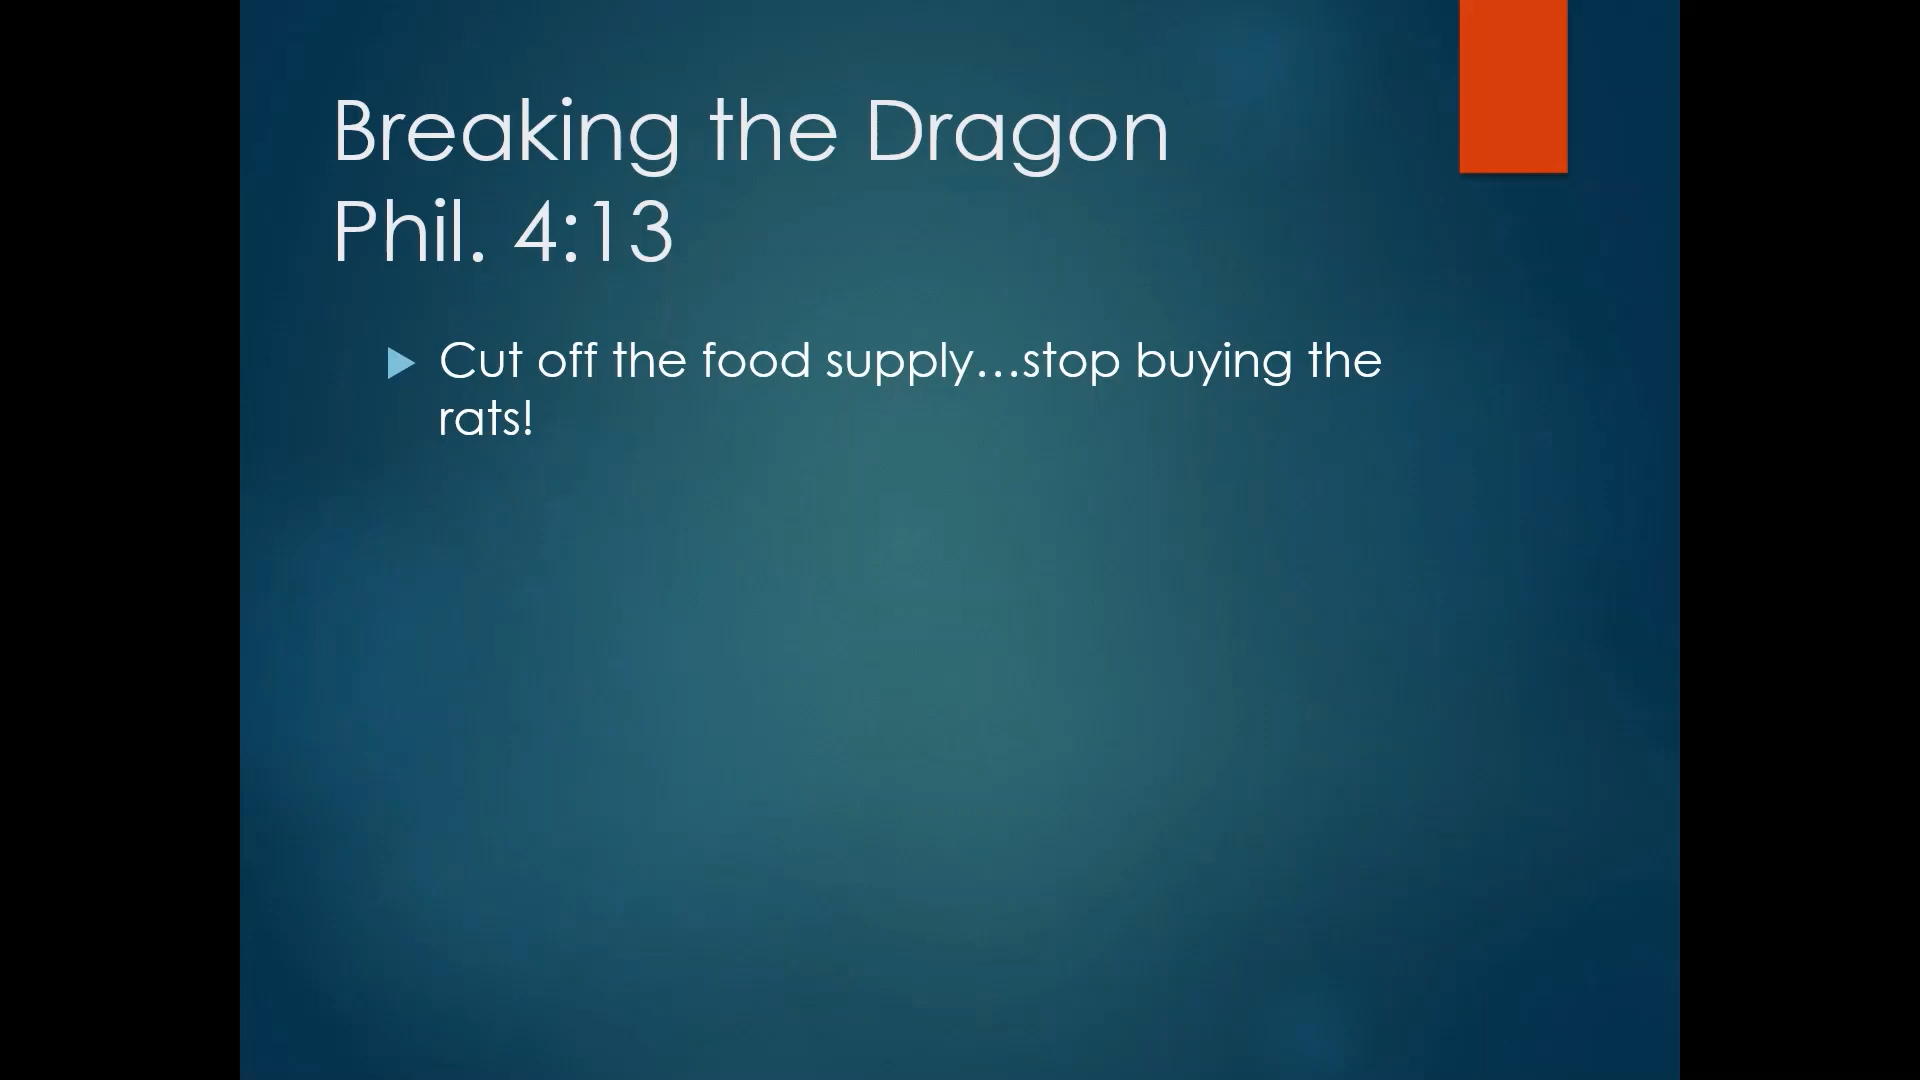 Breaking the Dragon
Phil. 4:13
Cut off the food supply…stop buying the
rats!